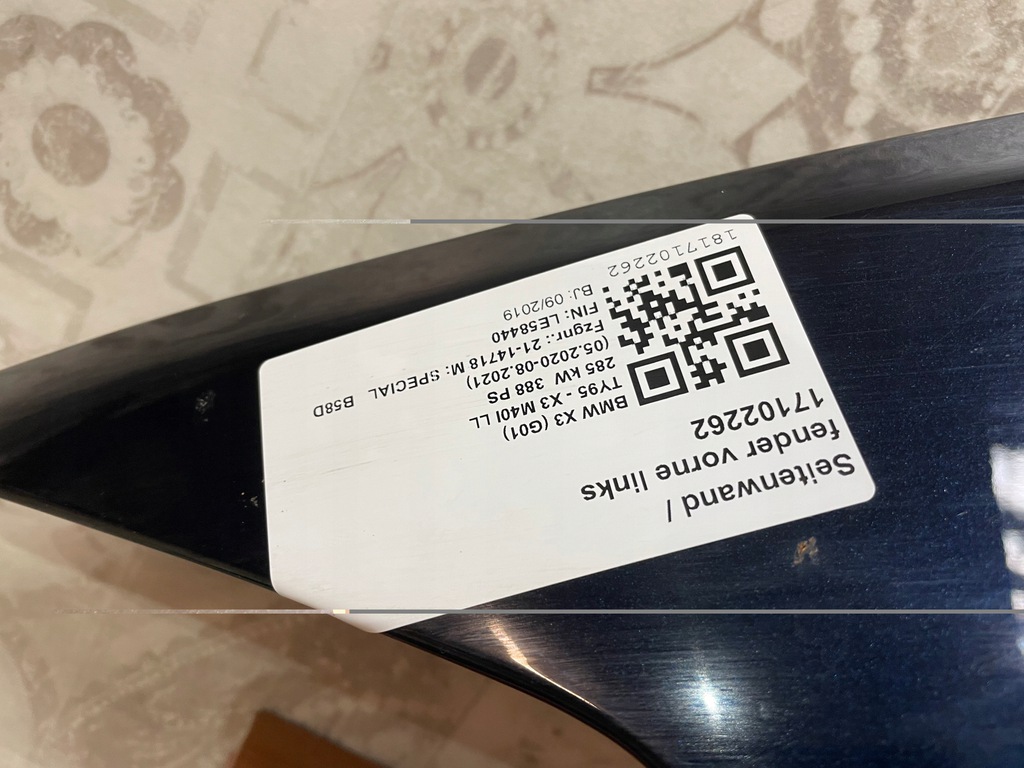 Seitenwand /
fender vorne links
17102262
BMW X3 (G01)
TY95 - X3 M40I LL
285 kW 388 PS
(05.2020-08.2021)
Fzgnr.: 21-14718 M: SPECIAL B58D
FIN: LE58440
BJ: 09/2019
1817102262